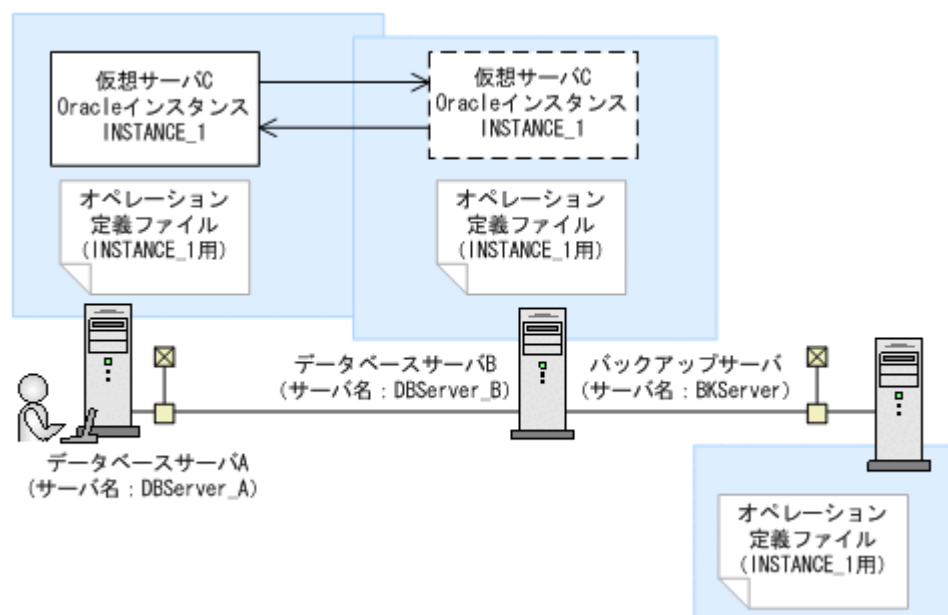 仮想サーバC
Oracleインスタンス
INSTANCE_1
仮想サーバC
Oracleインスタンス
INSTANCE_1
オペレーション
定義ファイル
(INSTANCE_1用)
オペレーション
定義ファイル
(INSTANCE_1用)
データベースサーバB
(サーバ名：DBServer_B)
バックアップサーバ
(サーバ名：BKServer)
データベースサーバA
(サーバ名：DBServer_A)
オペレーション
定義ファイル
(INSTANCE_1用)